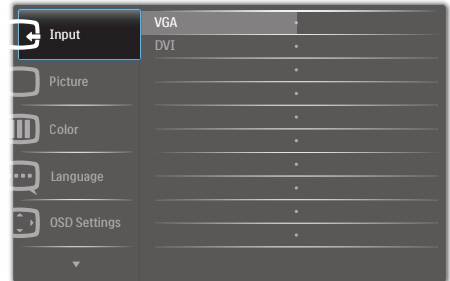 Input
Picture
Color
Language
OSD Settings
VGA
DVI